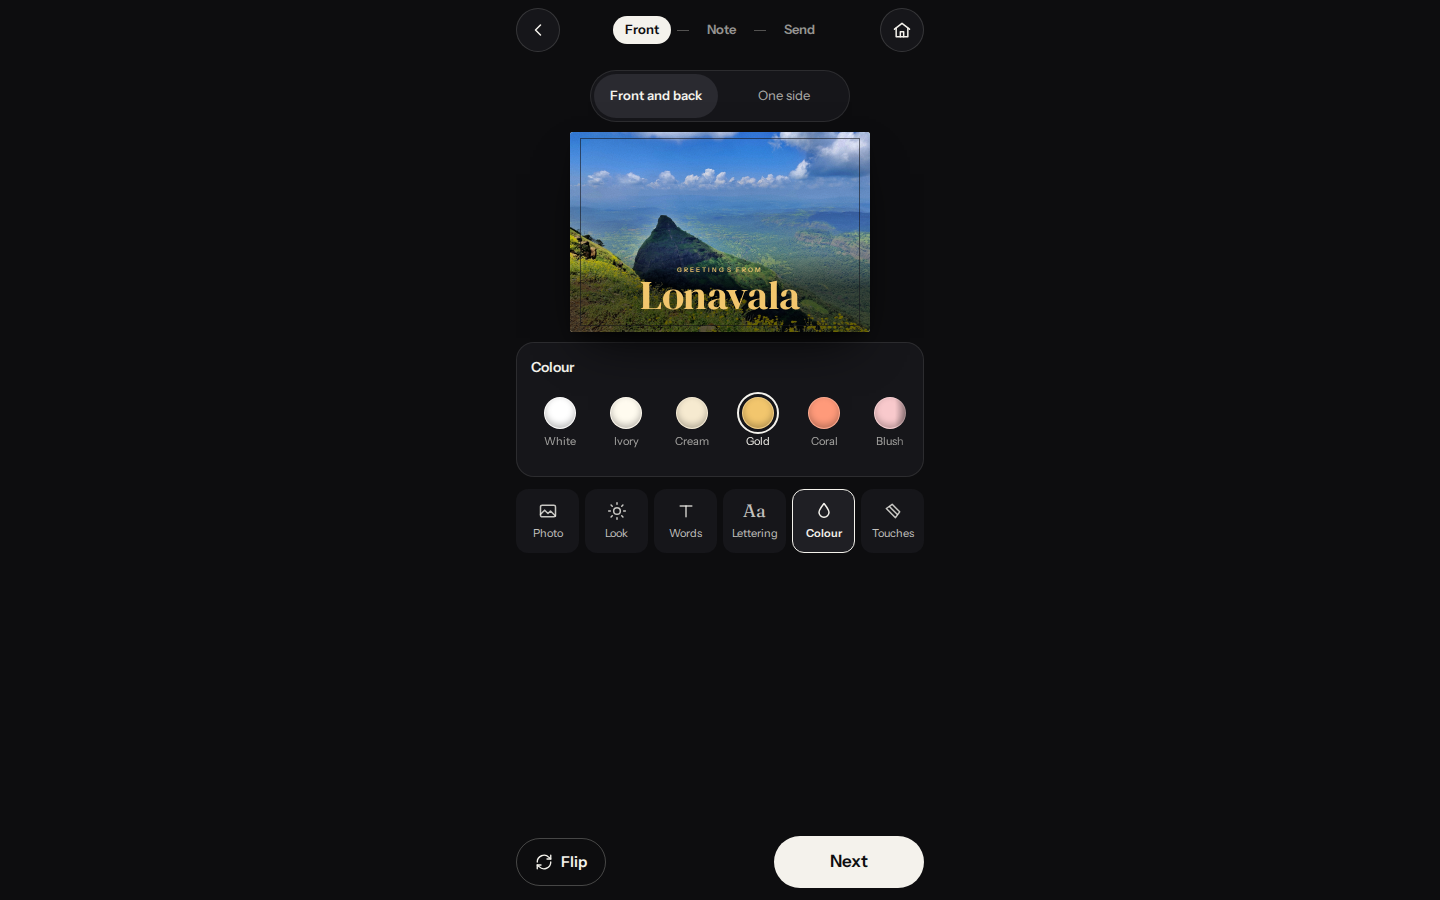 Front — Note — Send
Front and back One side
GREETINGS FROM
Lonavala
Colour
White Ivory Cream Gold Coral Blush
Photo Look Words Aa Lettering Colour Touches
Flip Next